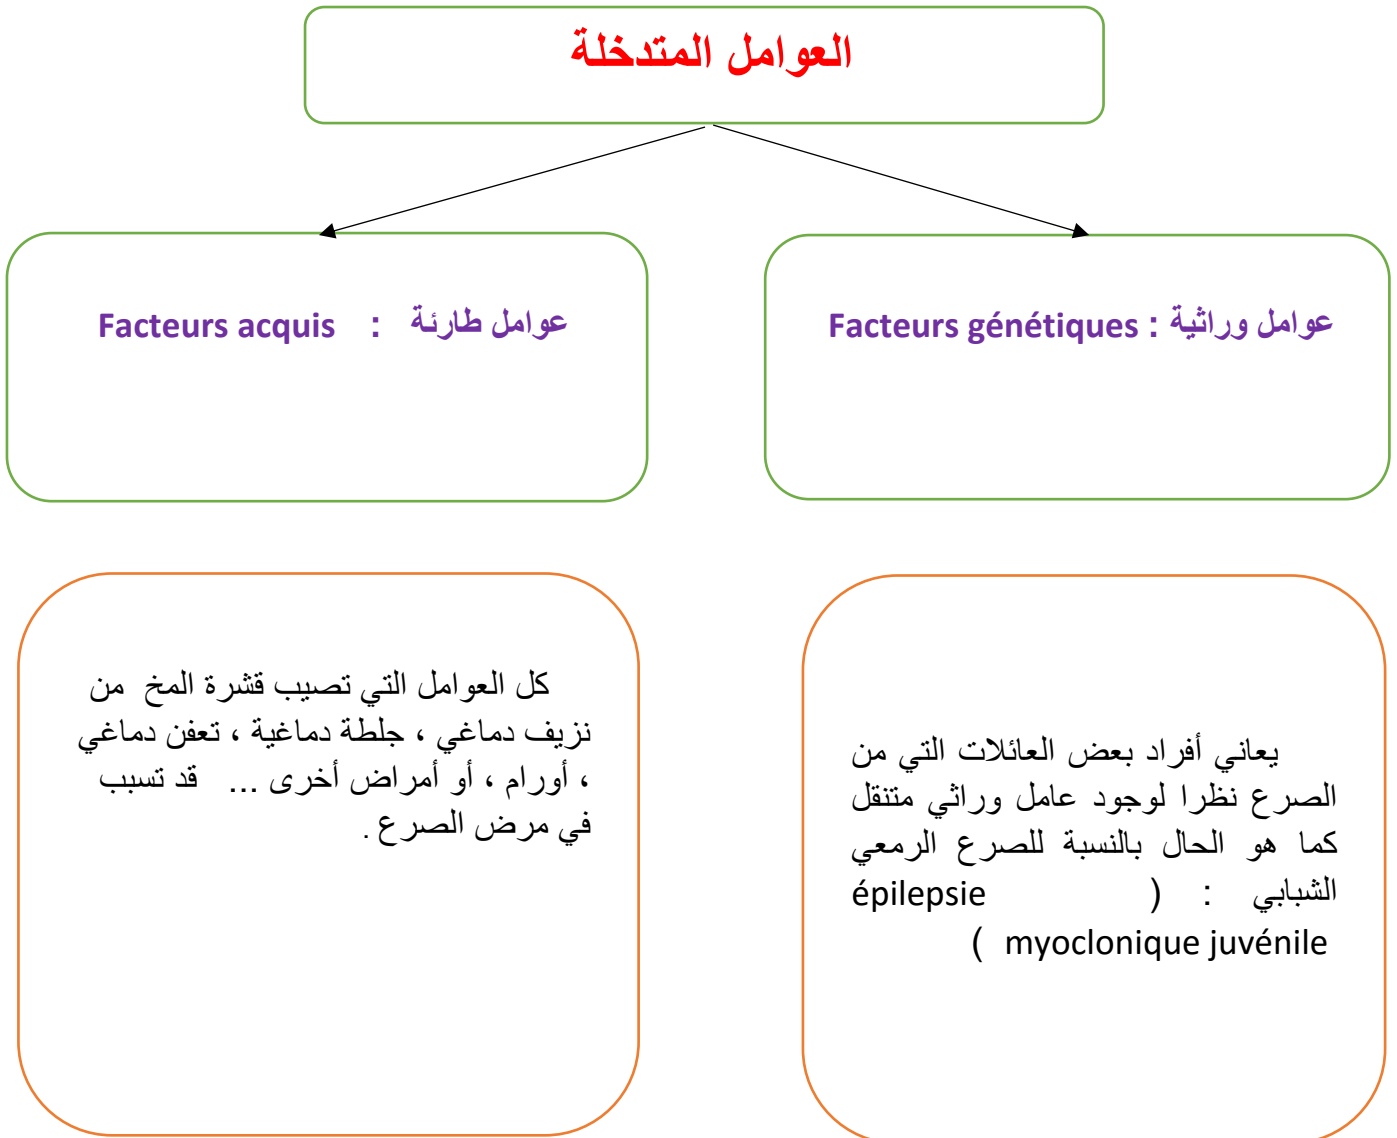 العوامل المتدخلة
عوامل وراثية : Facteurs génétiques
عوامل طارئة : Facteurs acquis
يعاني أفراد بعض العائلات التي من
الصرع نظرا لوجود عامل وراثي متنقل
كما هو الحال بالنسبة للصرع الرمعي
الشبابي : ( épilepsie
myoclonique juvénile )
كل العوامل التي تصيب قشرة المخ من
نزيف دماغي ، جلطة دماغية ، تعفن دماغي
، أورام ، أو أمراض أخرى ... قد تسبب
في مرض الصرع .